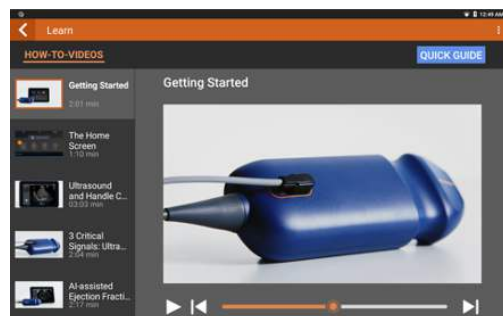 12:49 AM
Learn
HOW-TO-VIDEOS
QUICK GUIDE
Getting Started
2:01 min
The Home
Screen
1:10 min
Ultrasound
and Handle C...
03:03 min
3 Critical
Signals: Ultra...
2:04 min
AI-assisted
Ejection Fracti...
2:17 min
Getting Started